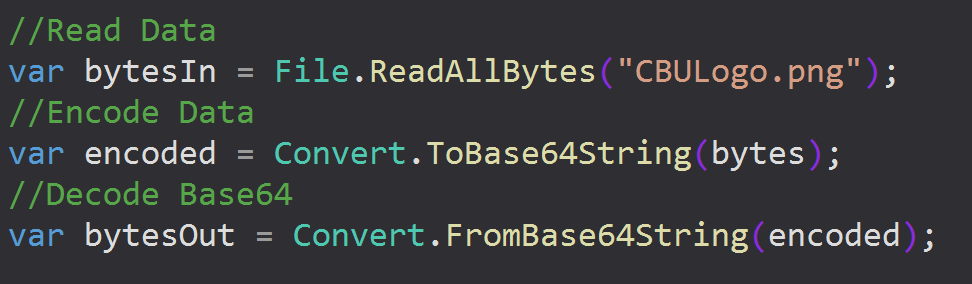 //Read Data
var bytesIn = File.ReadAllBytes("CBULogo.png");
//Encode Data
var encoded = Convert.ToBase64String(bytes);
//Decode Base64
var bytesOut = Convert.FromBase64String(encoded);